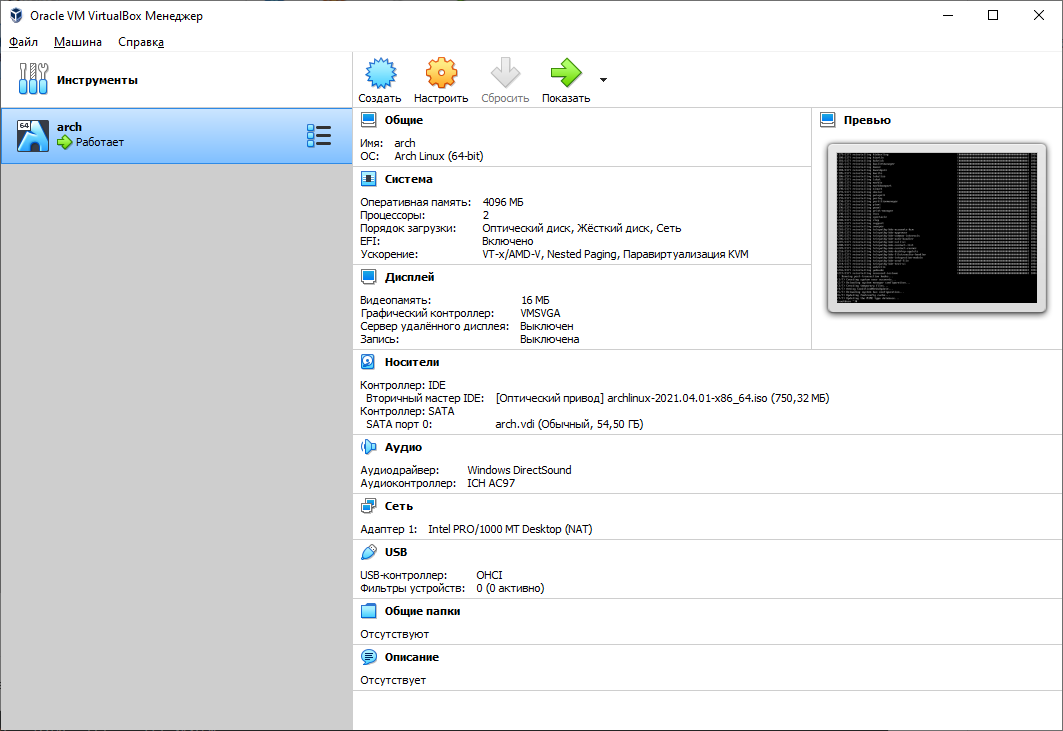 Oracle VM VirtualBox Менеджер
Файл Машина Справка
Инструменты
Создать Настроить Сбросить Показать
64
arch
Работает
Общие
Имя: arch
ОС: Arch Linux (64-bit)
Превью
Система
Оперативная память: 4096 МБ
Процессоры: 2
Порядок загрузки: Оптический диск, Жёсткий диск, Сеть
EFI: Включено
Ускорение: VT-x/AMD-V, Nested Paging, Паравиртуализация KVM
Дисплей
Видеопамять: 16 МБ
Графический контроллер: VMSVGA
Сервер удалённого дисплея: Выключен
Запись: Выключена
Носители
Контроллер: IDE
Вторичный мастер IDE: [Оптический привод] archlinux-2021.04.01-x86_64.iso (750,32 МБ)
Контроллер: SATA
SATA порт 0: arch.vdi (Обычный, 54,50 ГБ)
Аудио
Аудиодрайвер: Windows DirectSound
Аудиоконтроллер: ICH AC97
Сеть
Адаптер 1: Intel PRO/1000 MT Desktop (NAT)
USB
USB-контроллер: OHCI
Фильтры устройств: 0 (0 активно)
Общие папки
Отсутствуют
Описание
Отсутствует